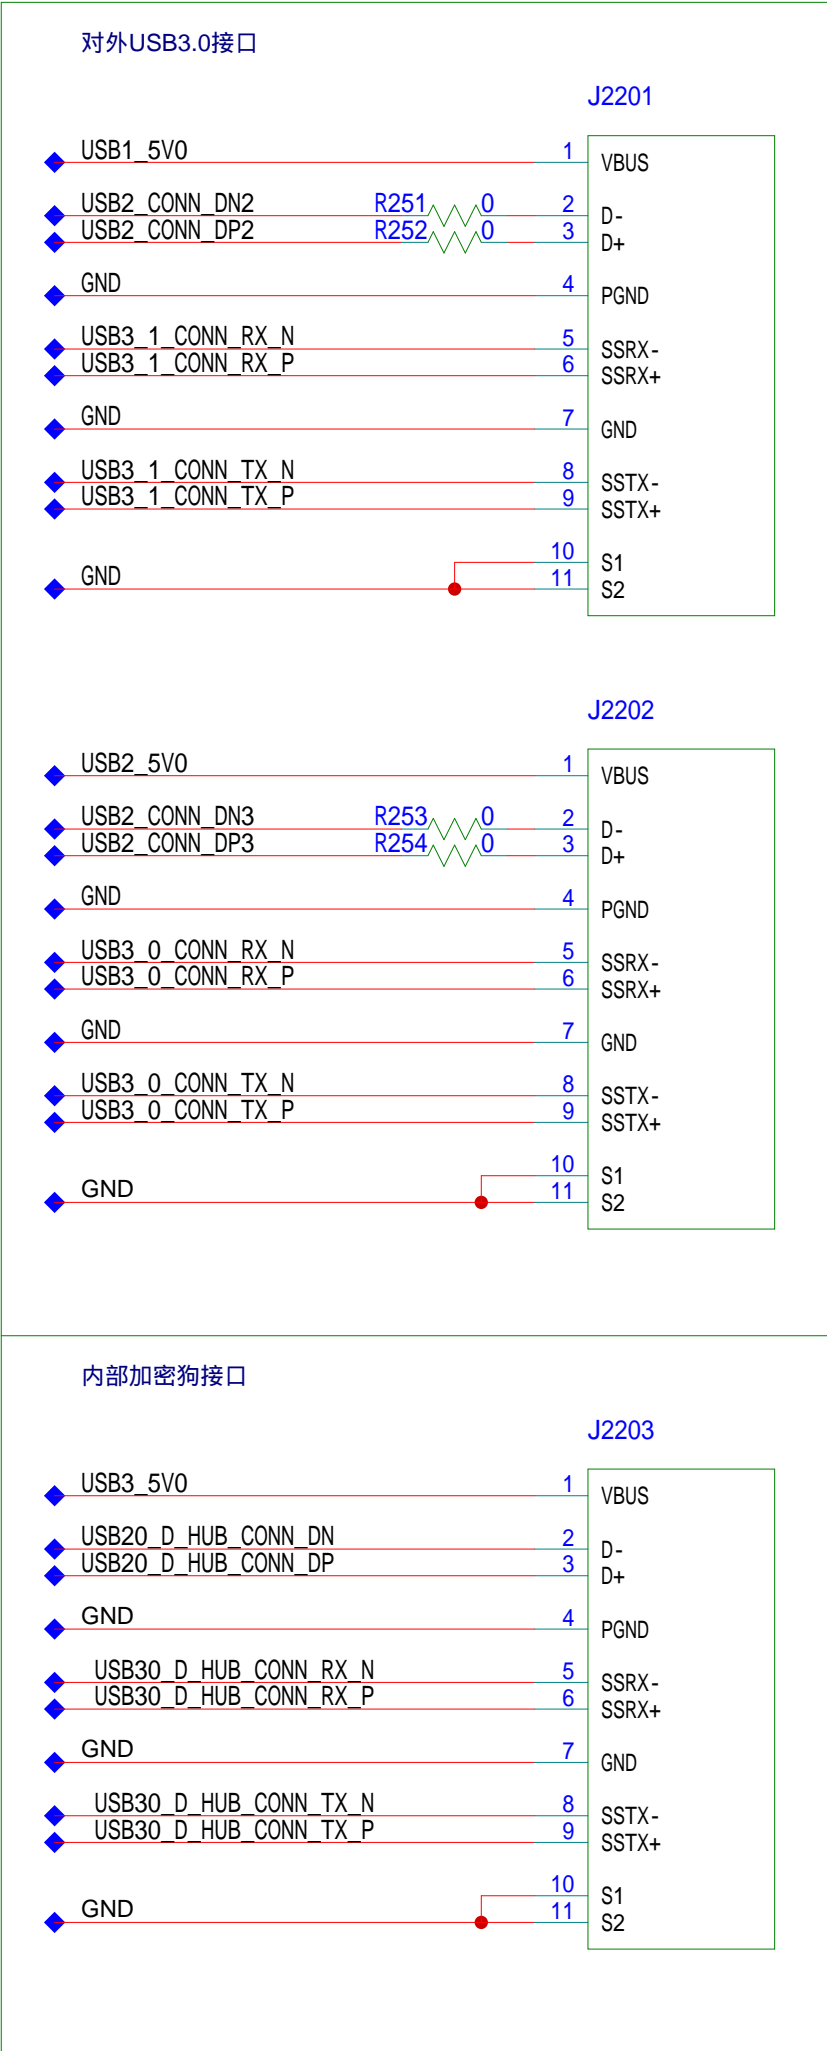 对外USB3.0接口
J2201
USB1_5V0 1 VBUS
USB2_CONN_DN2 R251 0 2 D-
USB2_CONN_DP2 R252 0 3 D+
GND 4 PGND
USB3_1_CONN_RX_N 5 SSRX-
USB3_1_CONN_RX_P 6 SSRX+
GND 7 GND
USB3_1_CONN_TX_N 8 SSTX-
USB3_1_CONN_TX_P 9 SSTX+
10 S1
GND 11 S2
J2202
USB2_5V0 1 VBUS
USB2_CONN_DN3 R253 0 2 D-
USB2_CONN_DP3 R254 0 3 D+
GND 4 PGND
USB3_0_CONN_RX_N 5 SSRX-
USB3_0_CONN_RX_P 6 SSRX+
GND 7 GND
USB3_0_CONN_TX_N 8 SSTX-
USB3_0_CONN_TX_P 9 SSTX+
10 S1
GND 11 S2
内部加密狗接口
J2203
USB3_5V0 1 VBUS
USB20_D_HUB_CONN_DN 2 D-
USB20_D_HUB_CONN_DP 3 D+
GND 4 PGND
USB30_D_HUB_CONN_RX_N 5 SSRX-
USB30_D_HUB_CONN_RX_P 6 SSRX+
GND 7 GND
USB30_D_HUB_CONN_TX_N 8 SSTX-
USB30_D_HUB_CONN_TX_P 9 SSTX+
10 S1
GND 11 S2